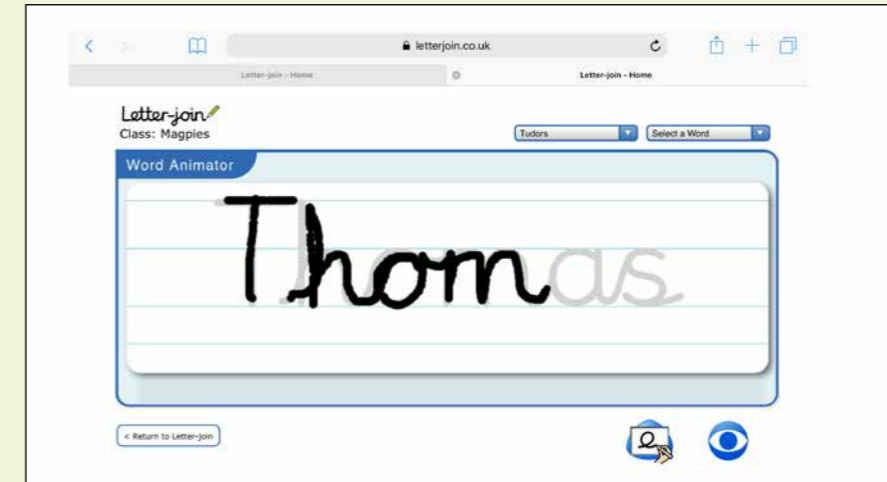 letterjoin.co.uk
Letter-join - Home
Letter-join - Home
Letter-join
Class: Magpies
Tudors
Select a Word
Word Animator
Thomas
< Return to Letter-join